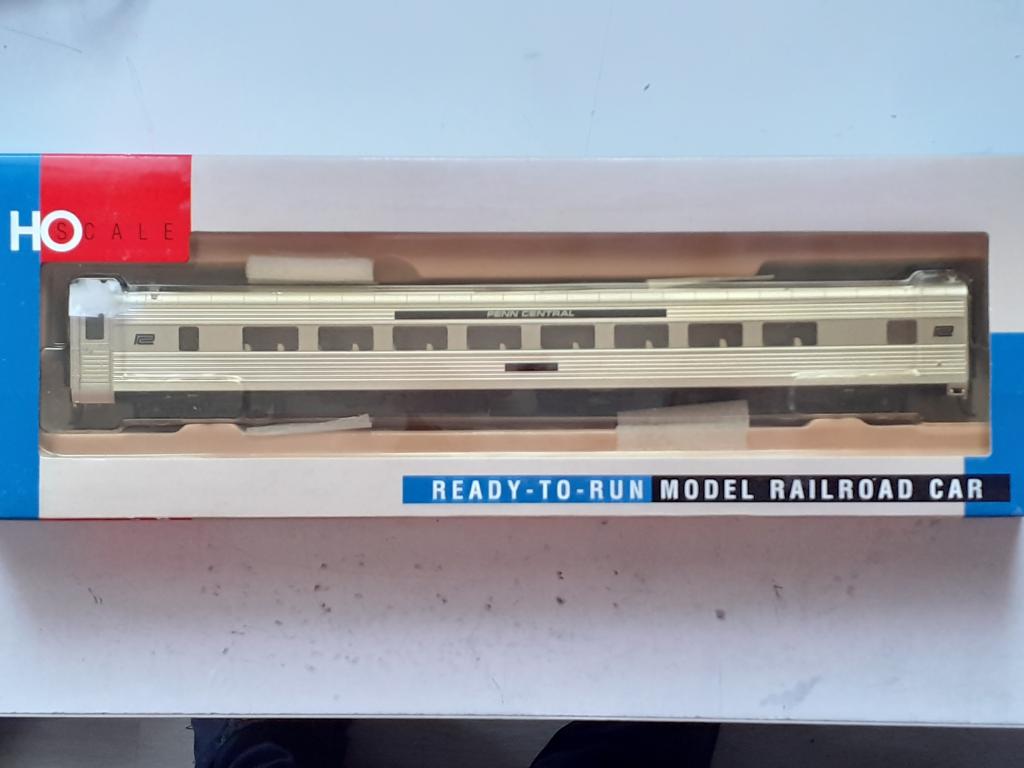 HO SCALE
PENN CENTRAL
READY-TO-RUN MODEL RAILROAD CAR